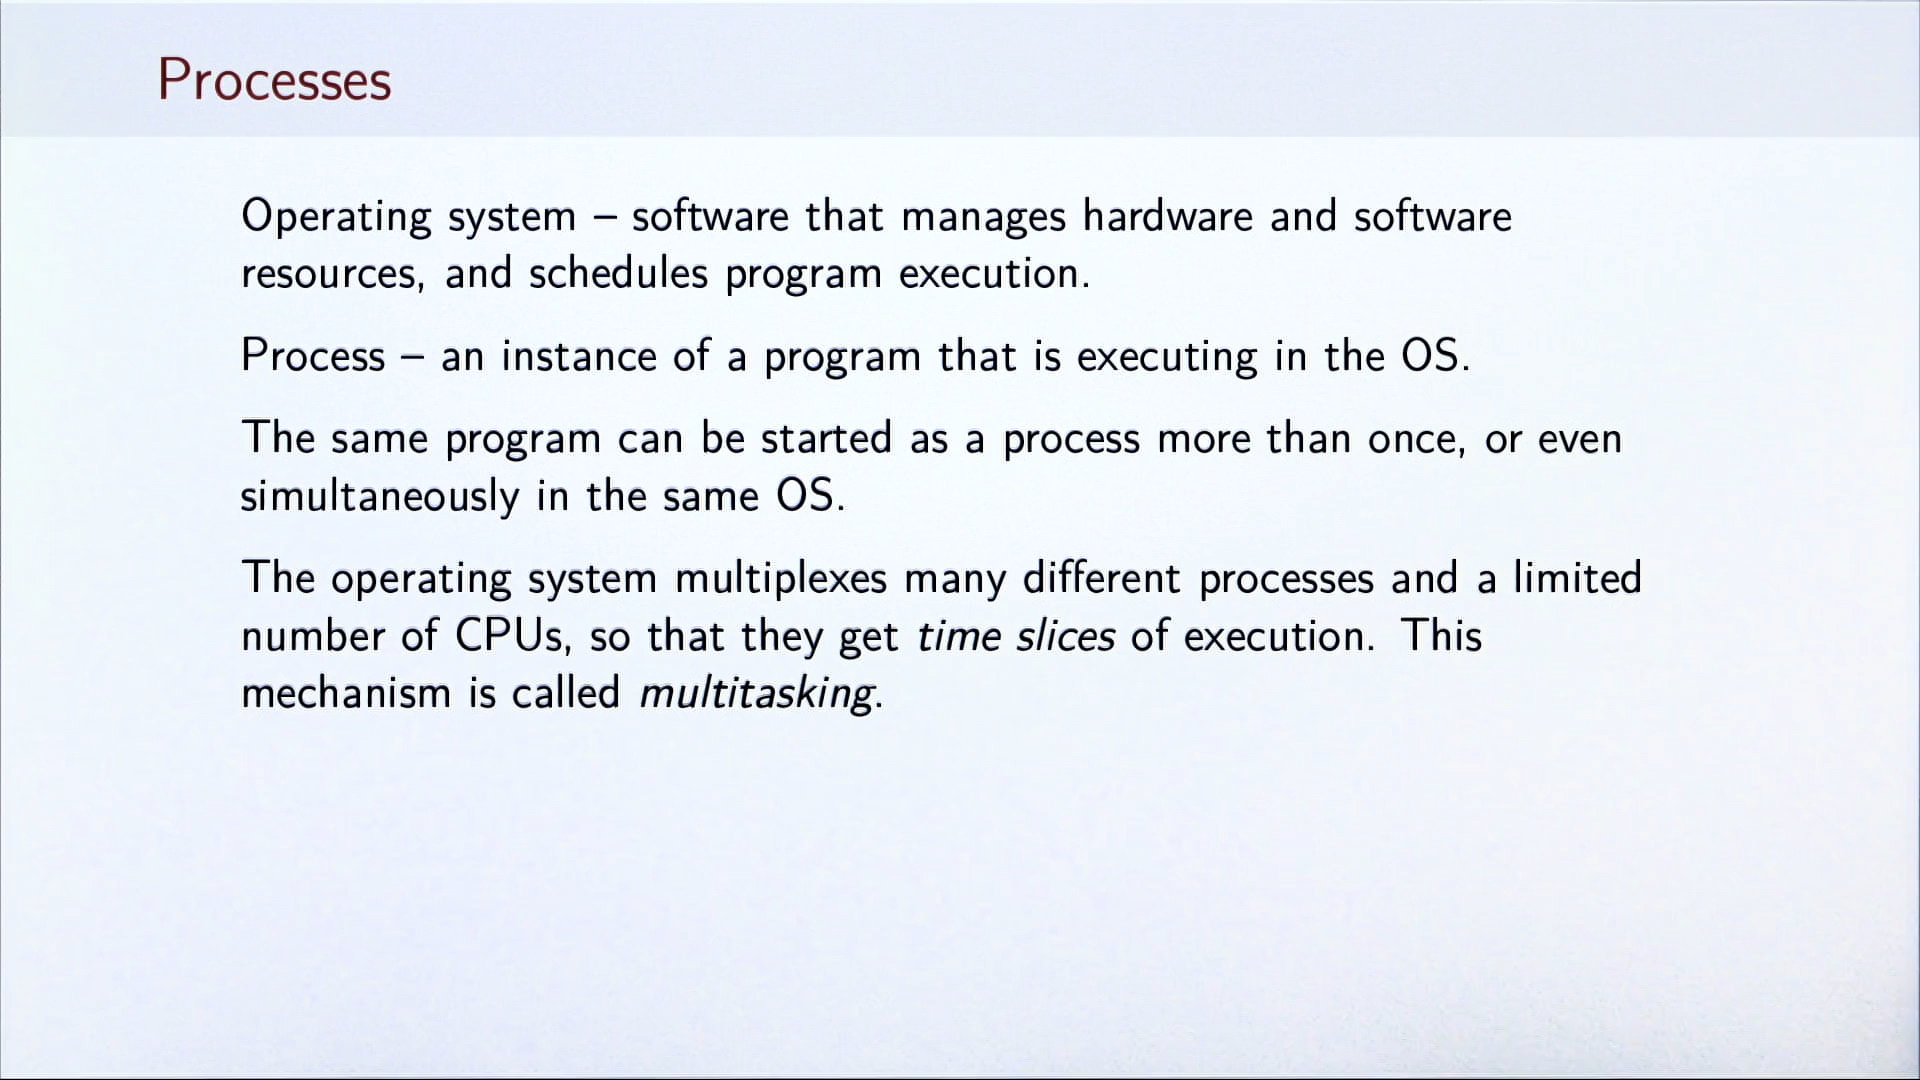 Processes
Operating system – software that manages hardware and software
resources, and schedules program execution.
Process – an instance of a program that is executing in the OS.
The same program can be started as a process more than once, or even
simultaneously in the same OS.
The operating system multiplexes many different processes and a limited
number of CPUs, so that they get time slices of execution. This
mechanism is called multitasking.